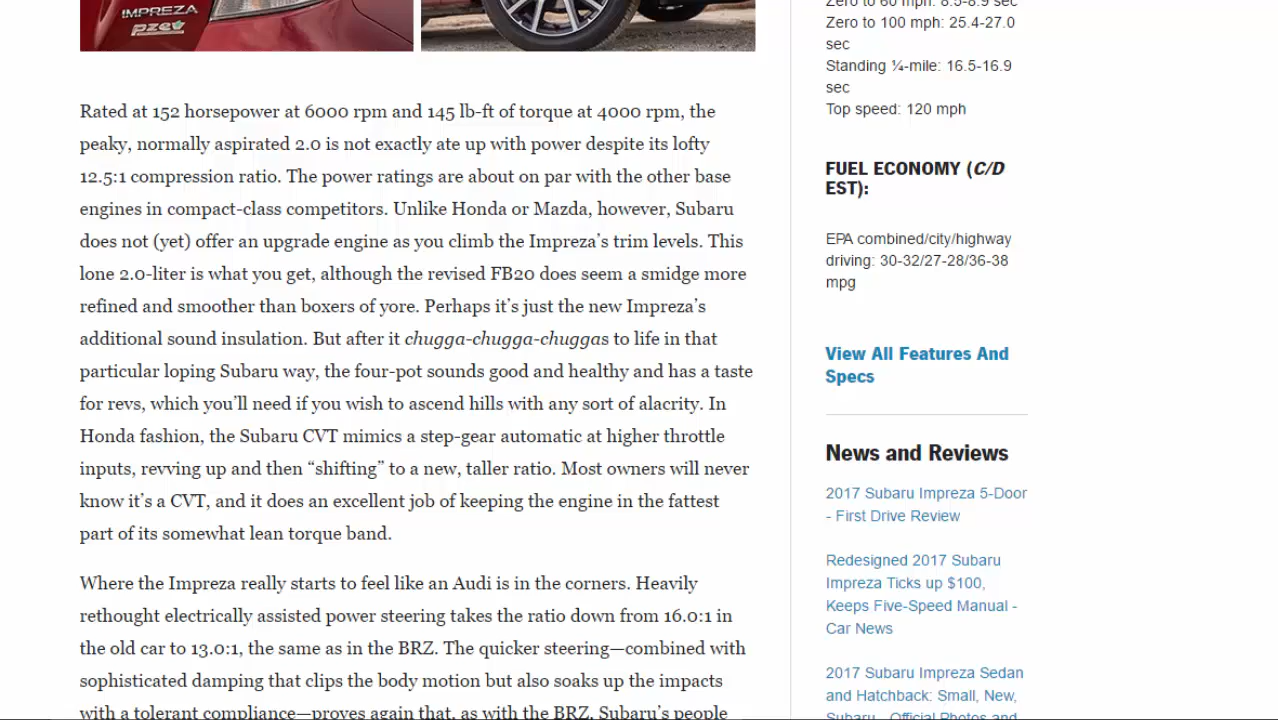 IMPREZA
pzev
Rated at 152 horsepower at 6000 rpm and 145 lb-ft of torque at 4000 rpm, the
peaky, normally aspirated 2.0 is not exactly ate up with power despite its lofty
12.5:1 compression ratio. The power ratings are about on par with the other base
engines in compact-class competitors. Unlike Honda or Mazda, however, Subaru
does not (yet) offer an upgrade engine as you climb the Impreza’s trim levels. This
lone 2.0-liter is what you get, although the revised FB20 does seem a smidge more
refined and smoother than boxers of yore. Perhaps it’s just the new Impreza’s
additional sound insulation. But after it chugga-chugga-chuggas to life in that
particular loping Subaru way, the four-pot sounds good and healthy and has a taste
for revs, which you’ll need if you wish to ascend hills with any sort of alacrity. In
Honda fashion, the Subaru CVT mimics a step-gear automatic at higher throttle
inputs, revving up and then “shifting” to a new, taller ratio. Most owners will never
know it’s a CVT, and it does an excellent job of keeping the engine in the fattest
part of its somewhat lean torque band.
Where the Impreza really starts to feel like an Audi is in the corners. Heavily
rethought electrically assisted power steering takes the ratio down from 16.0:1 in
the old car to 13.0:1, the same as in the BRZ. The quicker steering—combined with
sophisticated damping that clips the body motion but also soaks up the impacts
with a tolerant compliance—proves again that, as with the BRZ, Subaru’s people
Zero to 60 mph: 8.5-8.9 sec
Zero to 100 mph: 25.4-27.0
sec
Standing ¼-mile: 16.5-16.9
sec
Top speed: 120 mph
FUEL ECONOMY (C/D
EST):
EPA combined/city/highway
driving: 30-32/27-28/36-38
mpg
View All Features And
Specs
News and Reviews
2017 Subaru Impreza 5-Door
- First Drive Review
Redesigned 2017 Subaru
Impreza Ticks up $100,
Keeps Five-Speed Manual -
Car News
2017 Subaru Impreza Sedan
and Hatchback: Small, New,
Subaru - Official Photos and